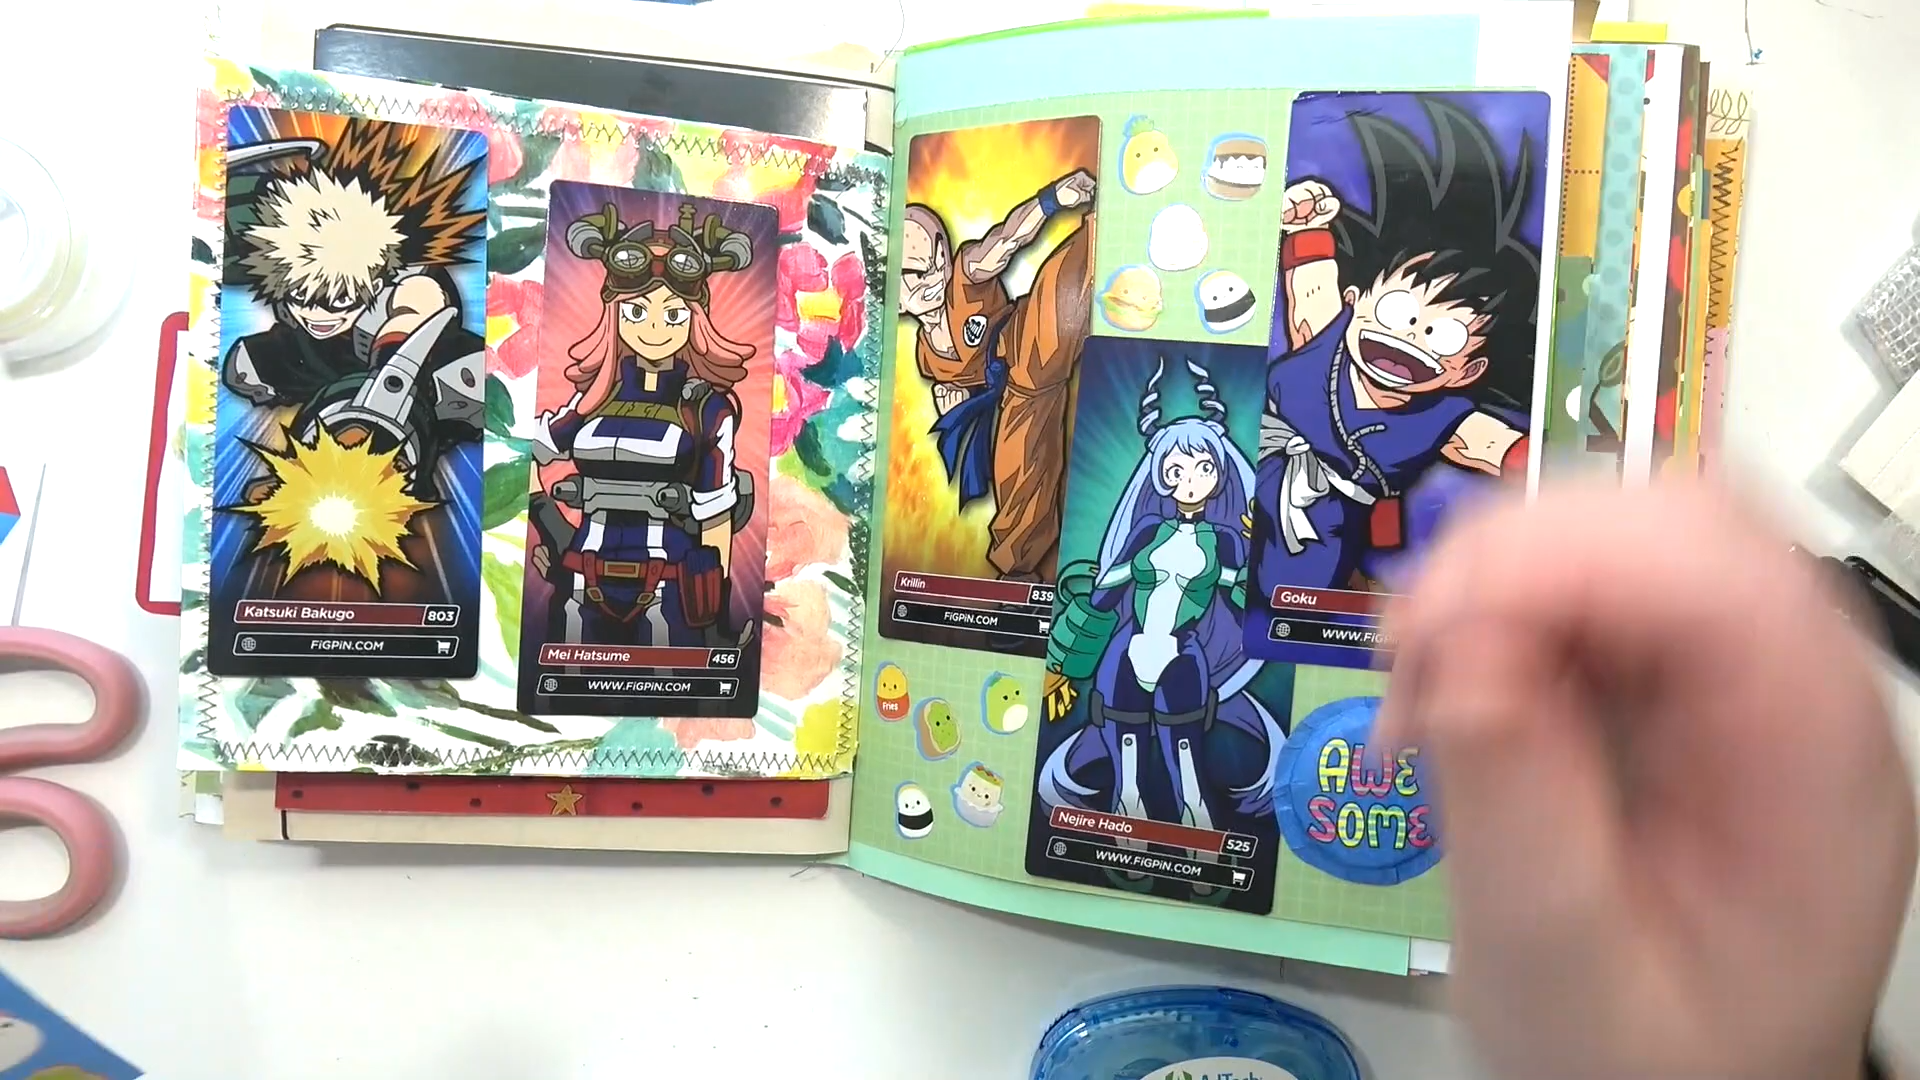 Katsuki Bakugo 803
FiGPiN.COM
Mei Hatsume 456
WWW.FiGPiN.COM
Krillin 839
FiGPiN.COM
Goku
Fries
AWE
SOME
Nejire Hado 525
WWW.FiGPiN.COM